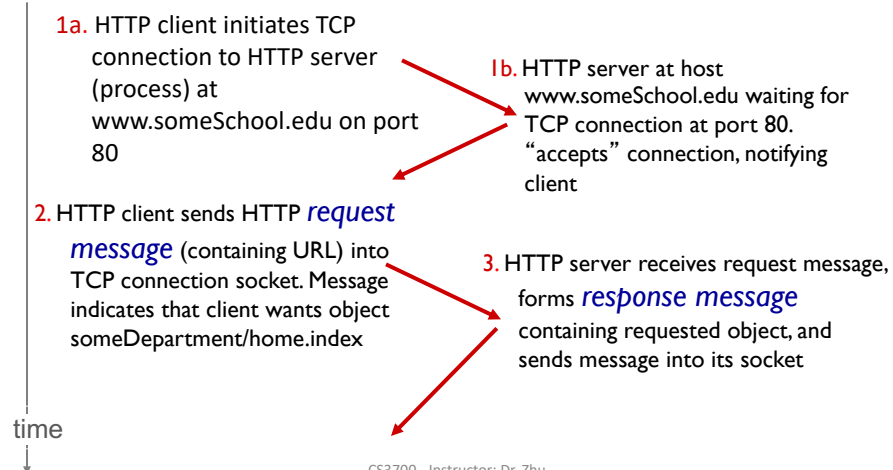 1a. HTTP client initiates TCP
connection to HTTP server
(process) at
www.someSchool.edu on port
80
1b. HTTP server at host
www.someSchool.edu waiting for
TCP connection at port 80.
“accepts” connection, notifying
client
2. HTTP client sends HTTP request
message (containing URL) into
TCP connection socket. Message
indicates that client wants object
someDepartment/home.index
3. HTTP server receives request message,
forms response message
containing requested object, and
sends message into its socket
time
CS3700 - Instructor: Dr. Zhu